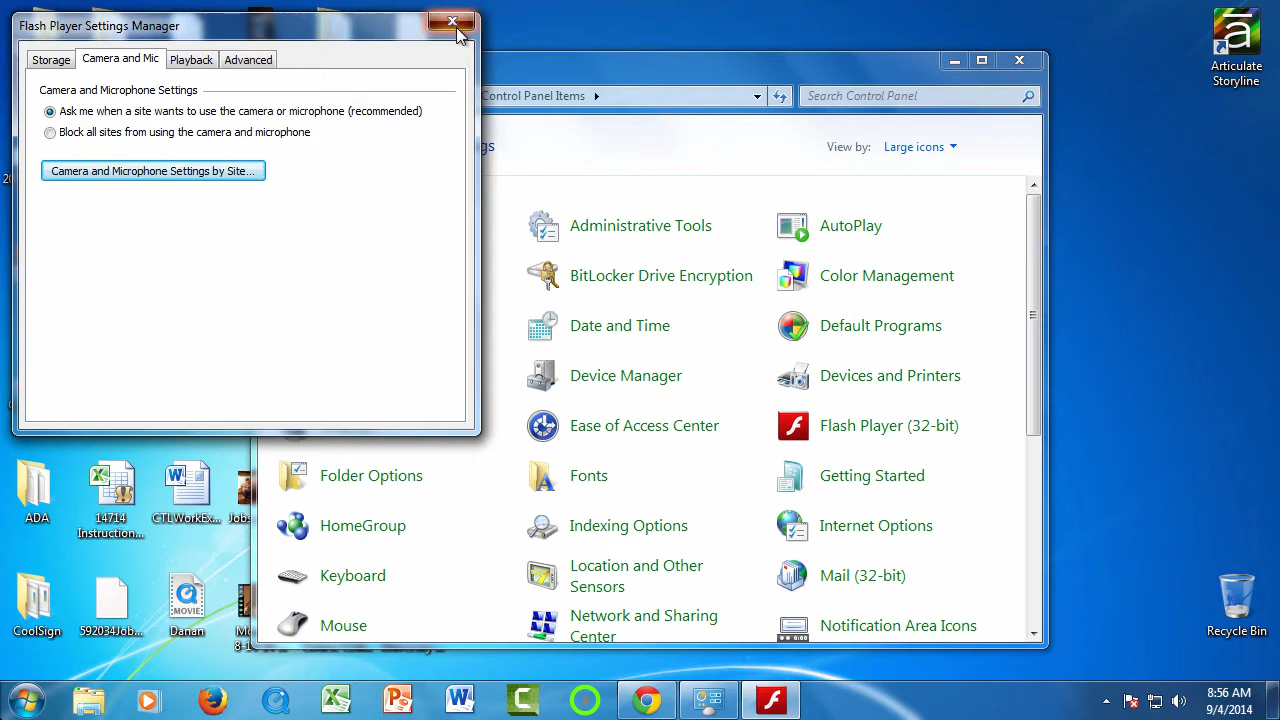 Flash Player Settings Manager
Storage
Camera and Mic
Playback
Advanced
Camera and Microphone Settings
Ask me when a site wants to use the camera or microphone (recommended)
Block all sites from using the camera and microphone
Camera and Microphone Settings by Site...
Control Panel Items
Search Control Panel
View by: Large icons
Administrative Tools
AutoPlay
BitLocker Drive Encryption
Color Management
Date and Time
Default Programs
Device Manager
Devices and Printers
Ease of Access Center
Flash Player (32-bit)
Folder Options
Fonts
Getting Started
HomeGroup
Indexing Options
Internet Options
Keyboard
Location and Other
Sensors
Mail (32-bit)
Mouse
Network and Sharing
Center
Notification Area Icons
Articulate
Storyline
ADA
14714
Instruction...
CTLWorkEx...
CoolSign
592034Job...
MOVIE
Danan
Recycle Bin
8:56 AM
9/4/2014